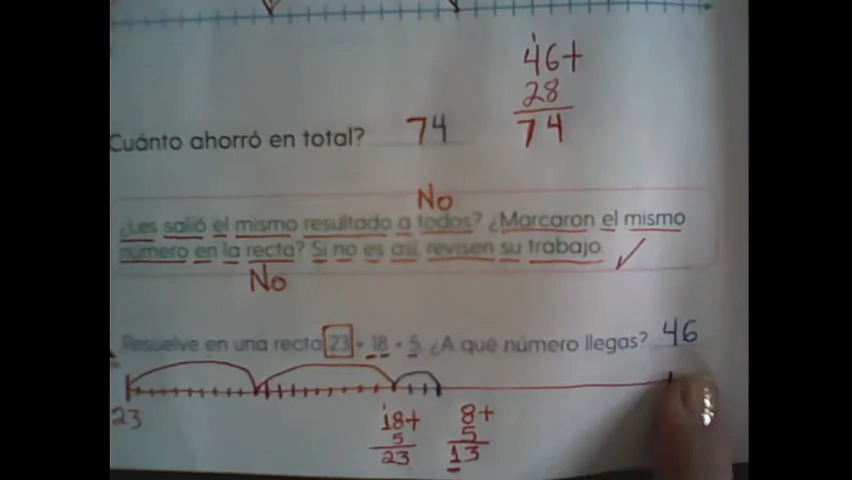 46+
28
74
Cuánto ahorró en total? 74
No
¿Les salió el mismo resultado a todos? ¿Marcaron el mismo
número en la recta? Si no es así, revisen su trabajo.
No
Resuelve en una recta 23 + 18 + 5. ¿A qué número llegas? 46
23
1
18+
5
23
8+
5
13